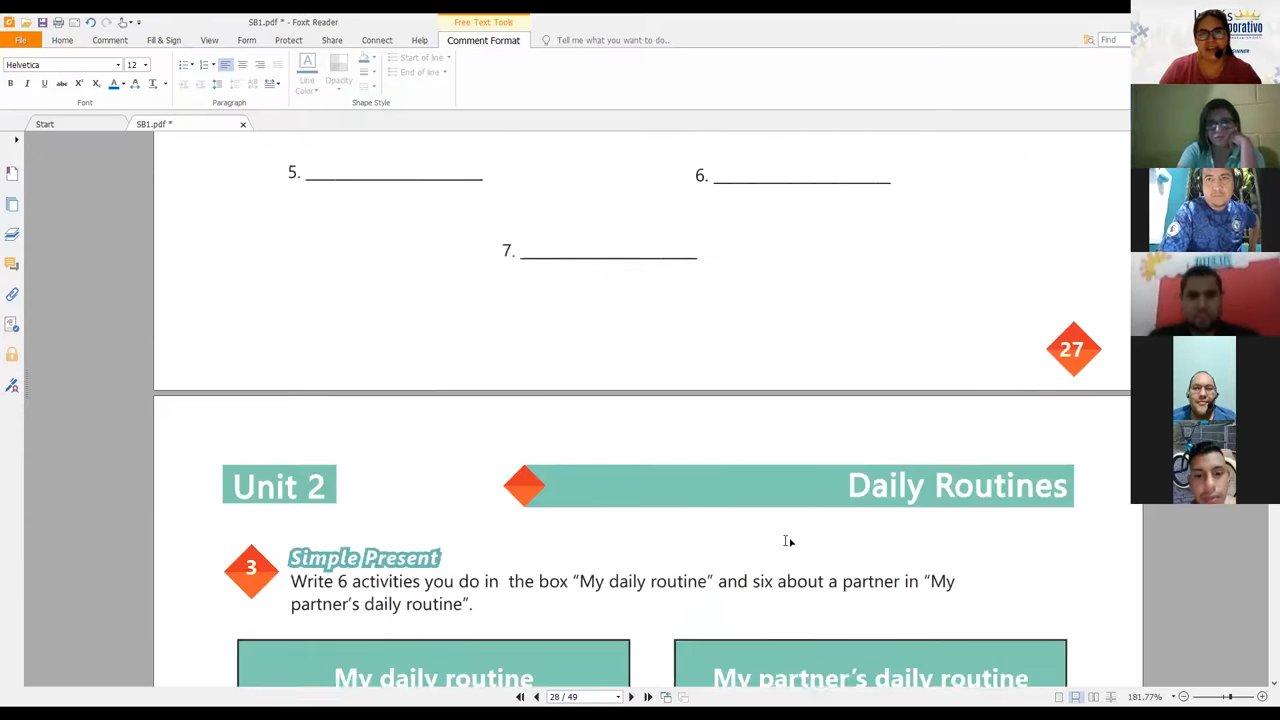 SB1.pdf * - Foxit Reader
Free Text Tools
File
Home
Comment
Fill & Sign
View
Form
Protect
Share
Connect
Help
Comment Format
Tell me what you want to do..
Find
Helvetica
12
Line
Color
Opacity
Start of line
End of line
Font
Paragraph
Shape Style
Start
SB1.pdf *
5. ____________________
6. ____________________
7. ____________________
27
Unit 2
Daily Routines
3
Simple Present
Write 6 activities you do in the box “My daily routine” and six about a partner in “My
partner’s daily routine”.
My daily routine
My partner’s daily routine
28 / 49
181.77%